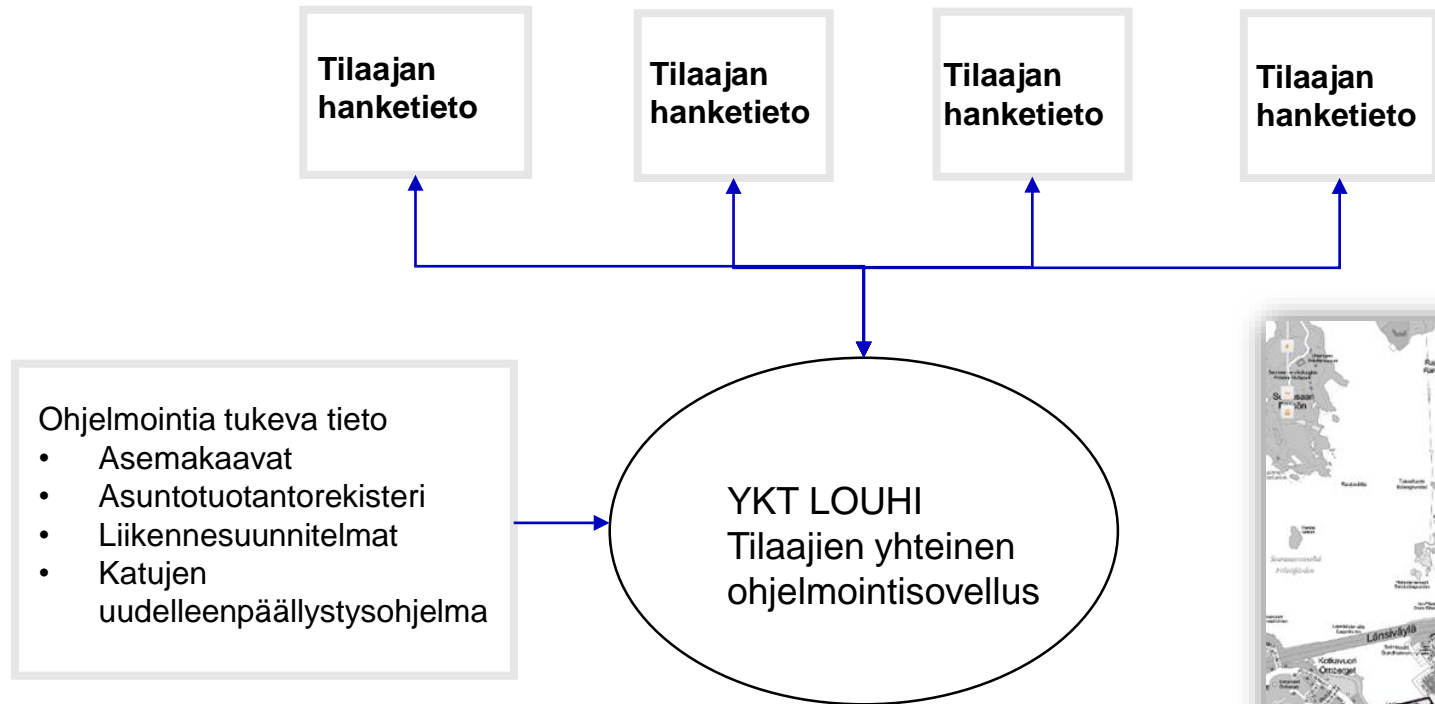 Tilaajan
hanketieto
Tilaajan
hanketieto
Tilaajan
hanketieto
Tilaajan
hanketieto
Ohjelmointia tukeva tieto
• Asemakaavat
• Asuntotuotantorekisteri
• Liikennesuunnitelmat
• Katujen
uudelleenpäällystysohjelma
YKT LOUHI
Tilaajien yhteinen
ohjelmointisovellus
Länsiväylä
Kotkavuori
Örnberget